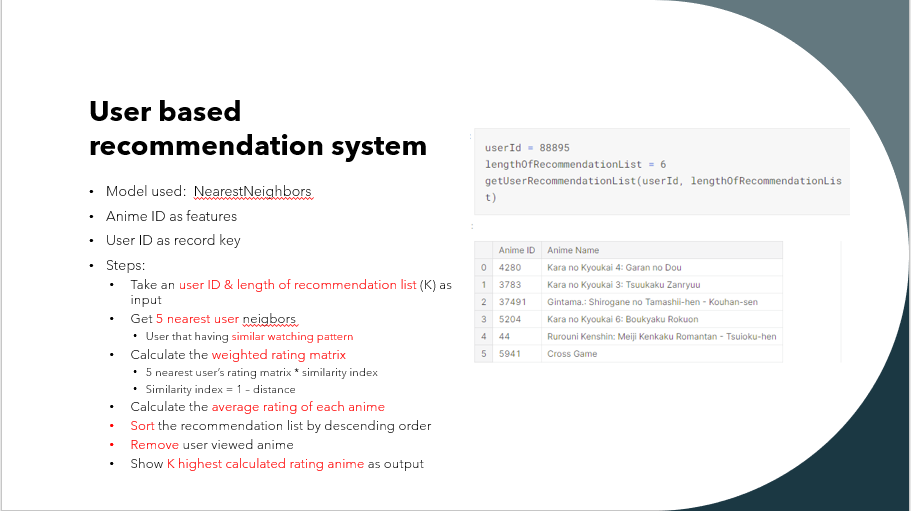 User based
recommendation system
• Model used: NearestNeighbors
• Anime ID as features
• User ID as record key
• Steps:
• Take an user ID & length of recommendation list (K) as
input
• Get 5 nearest user neigbors
• User that having similar watching pattern
• Calculate the weighted rating matrix
• 5 nearest user's rating matrix * similarity index
• Similarity index = 1 – distance
• Calculate the average rating of each anime
• Sort the recommendation list by descending order
• Remove user viewed anime
• Show K highest calculated rating anime as output
:
userId = 88895
lengthOfRecommendationList = 6
getUserRecommendationList(userId, lengthOfRecommendationLis
t)
:
Anime ID Anime Name
0 4280 Kara no Kyoukai 4: Garan no Dou
1 3783 Kara no Kyoukai 3: Tsuukaku Zanryuu
2 37491 Gintama.: Shirogane no Tamashii-hen - Kouhan-sen
3 5204 Kara no Kyoukai 6: Boukyaku Rokuon
4 44 Rurouni Kenshin: Meiji Kenkaku Romantan - Tsuioku-hen
5 5941 Cross Game